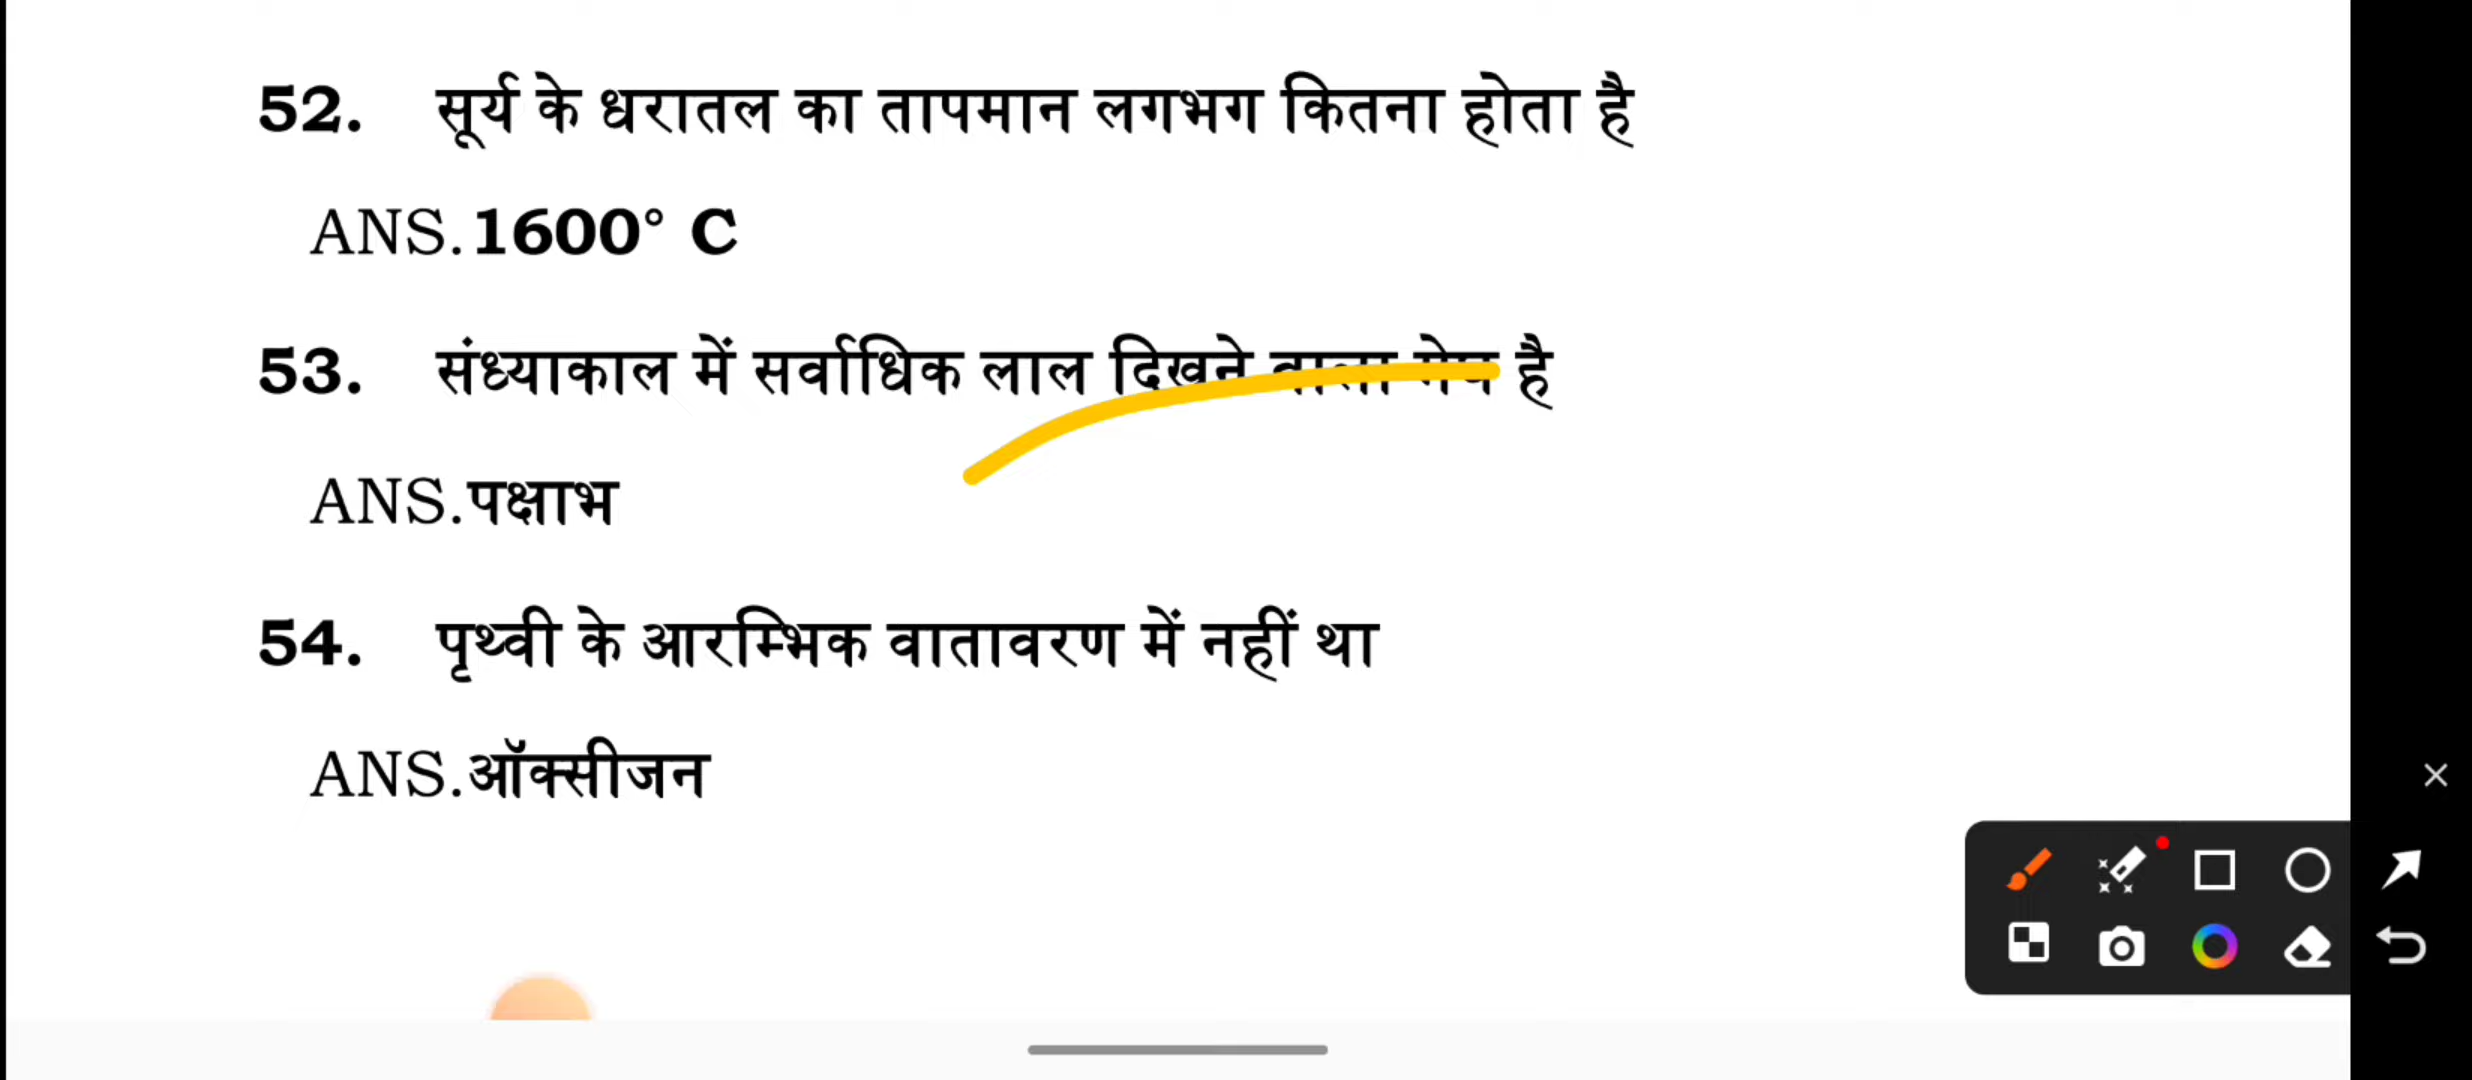 52. सूर्य के धरातल का तापमान लगभग कितना होता है
ANS.1600° C
53. संध्याकाल में सर्वाधिक लाल दिखने वाला मेघ है
ANS.पक्षाभ
54. पृथ्वी के आरम्भिक वातावरण में नहीं था
ANS.ऑक्सीजन